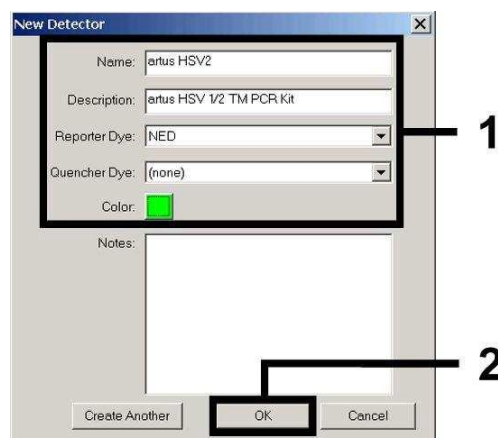 New Detector
Name: artus HSV2
Description: artus HSV 1/2 TM PCR Kit
Reporter Dye: NED
Quencher Dye: (none)
Color:
Notes:
Create Another OK Cancel
1
2